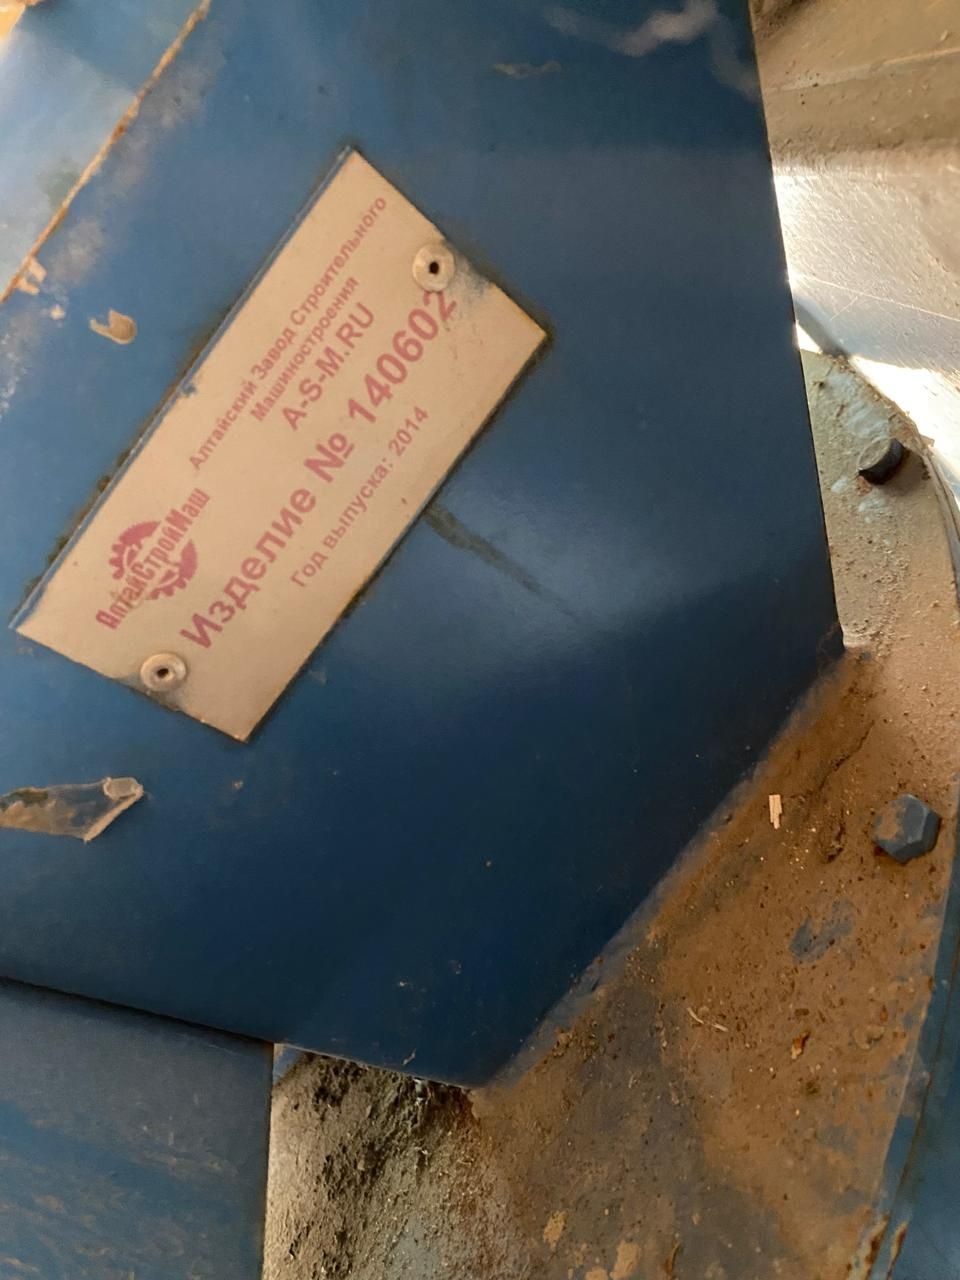 Алтайский Завод Строительного
Машиностроения
A-S-M.RU
АлтайСтройМаш
Изделие № 140602
Год выпуска: 2014